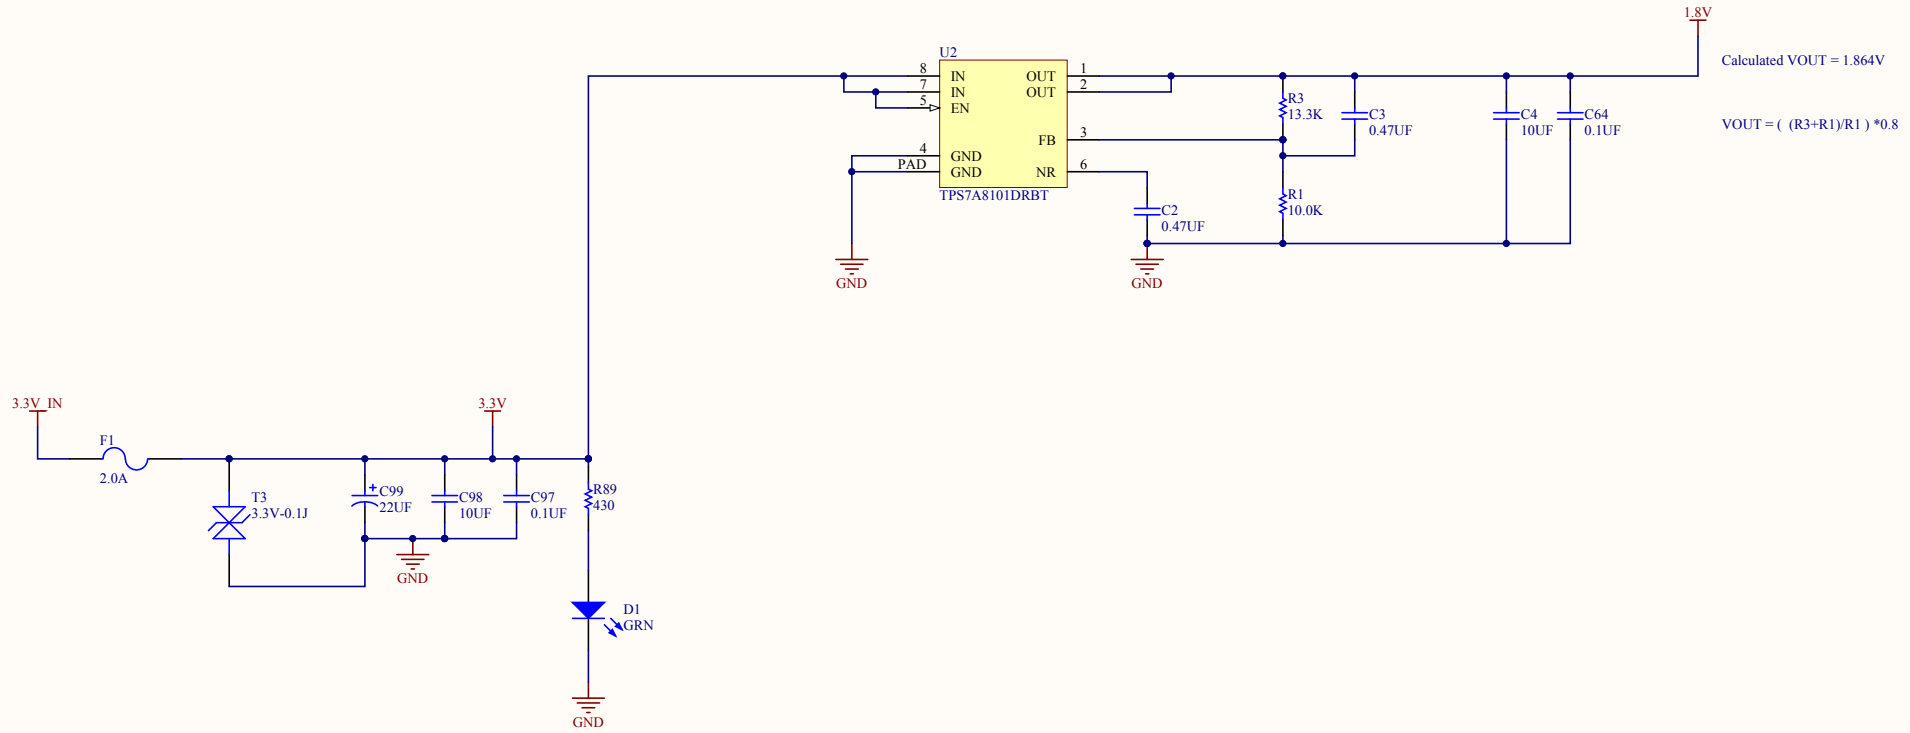 1.8V
U2
8
IN
OUT
1
7
IN
OUT
2
5
EN
FB
3
4
GND
PAD
GND
NR
6
TPS7A8101DRBT
Calculated VOUT = 1.864V
VOUT = (  (R3+R1)/R1 ) *0.8
R3
13.3K
C3
0.47UF
C4
10UF
C64
0.1UF
R1
10.0K
C2
0.47UF
GND
GND
3.3V_IN
3.3V
F1
2.0A
T3
3.3V-0.1J
C99
22UF
C98
10UF
C97
0.1UF
R89
430
GND
D1
GRN
GND